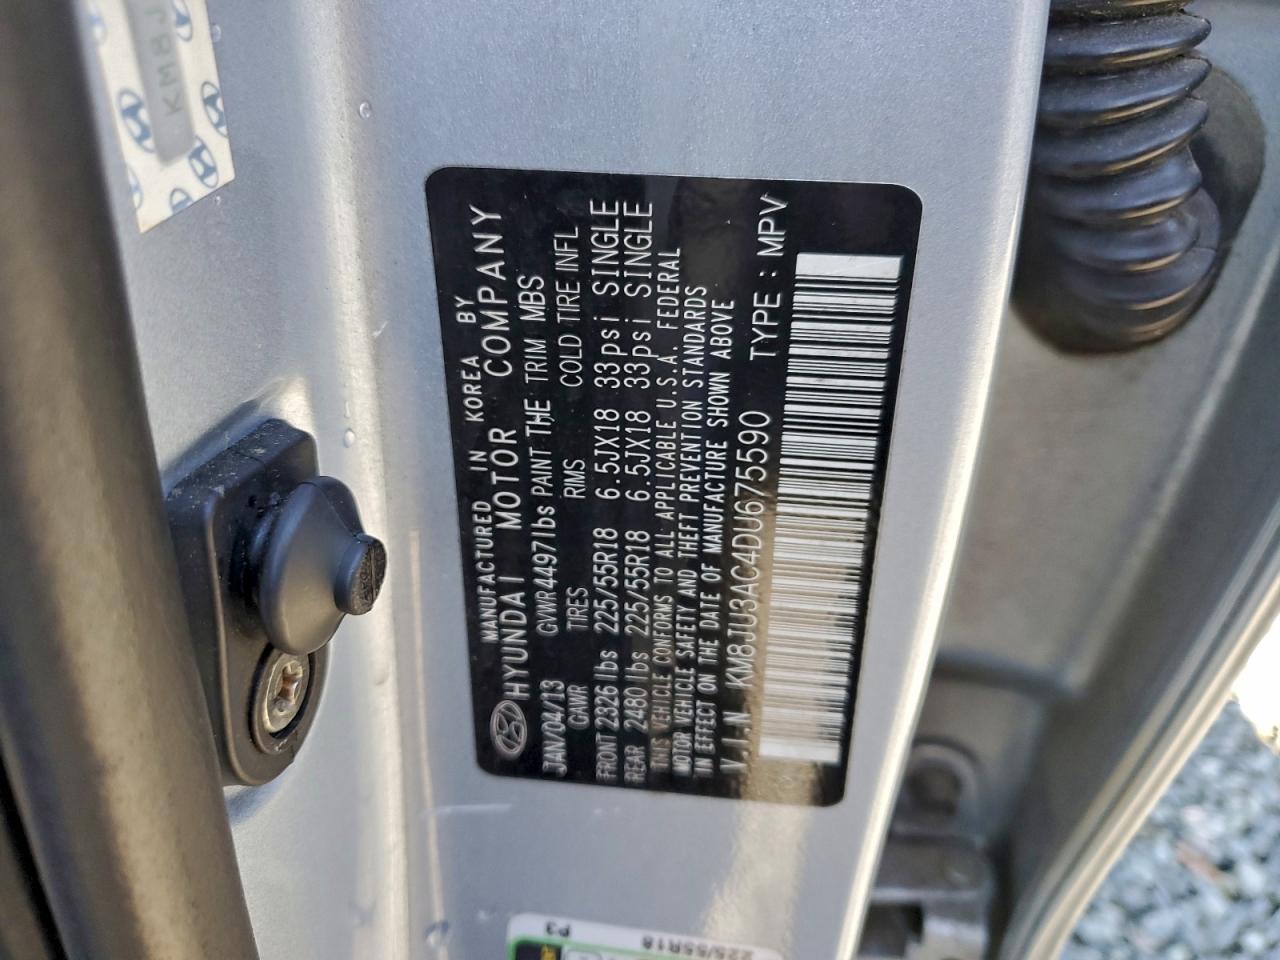 MANUFACTURED IN KOREA BY
HYUNDAI MOTOR COMPANY
JAN/04/13 GVWR4497lbs PAINT THE TRIM MBS
GAWR TIRES RIMS COLD TIRE INFL
FRONT 2326lbs 225/55R18 6.5JX18 33psi SINGLE
REAR 2480lbs 225/55R18 6.5JX18 33psi SINGLE
THIS VEHICLE CONFORMS TO ALL APPLICABLE U.S.A. FEDERAL
MOTOR VEHICLE SAFETY AND THEFT PREVENTION STANDARDS
IN EFFECT ON THE DATE OF MANUFACTURE SHOWN ABOVE
V.I.N KM8JU3AC4DU675590 TYPE : MPV
KM8J
225/55R18
P3